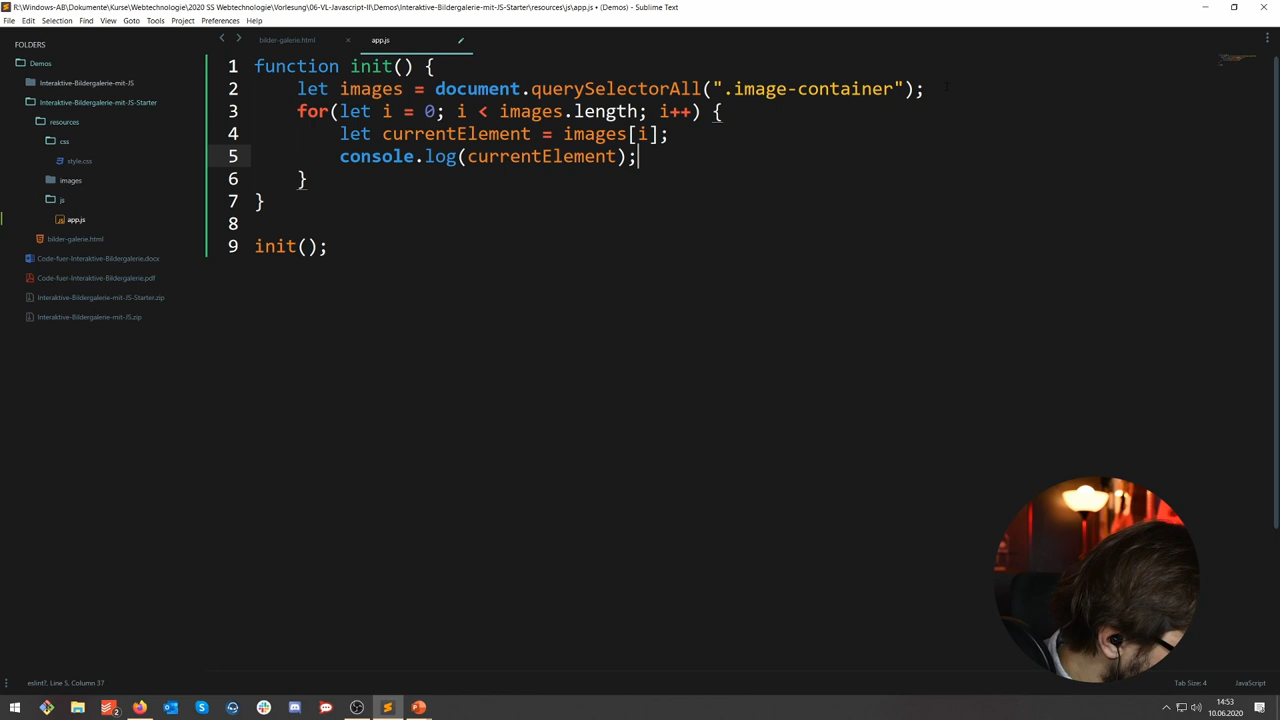 R:\Windows-AB\Dokumente\Kurse\Webtechnologie\2020 SS Webtechnologie\Vorlesung\06-VL-Javascript-II\Demos\Interaktive-Bildergalerie-mit-JS-Starter\resources\js\app.js • (Demos) - Sublime Text
File Edit Selection Find View Goto Tools Project Preferences Help
FOLDERS
Demos
Interaktive-Bildergalerie-mit-JS
Interaktive-Bildergalerie-mit-JS-Starter
resources
css
style.css
images
js
app.js
bilder-galerie.html
Code-fuer-Interaktive-Bildergalerie.docx
Code-fuer-Interaktive-Bildergalerie.pdf
Interaktive-Bildergalerie-mit-JS-Starter.zip
Interaktive-Bildergalerie-mit-JS.zip
bilder-galerie.html app.js
1 function init() {
2 let images = document.querySelectorAll(".image-container");
3 for(let i = 0; i < images.length; i++) {
4 let currentElement = images[i];
5 console.log(currentElement);
6 }
7 }
8
9 init();
eslint?, Line 5, Column 37 Tab Size: 4 JavaScript
2
14:53
10.06.2020